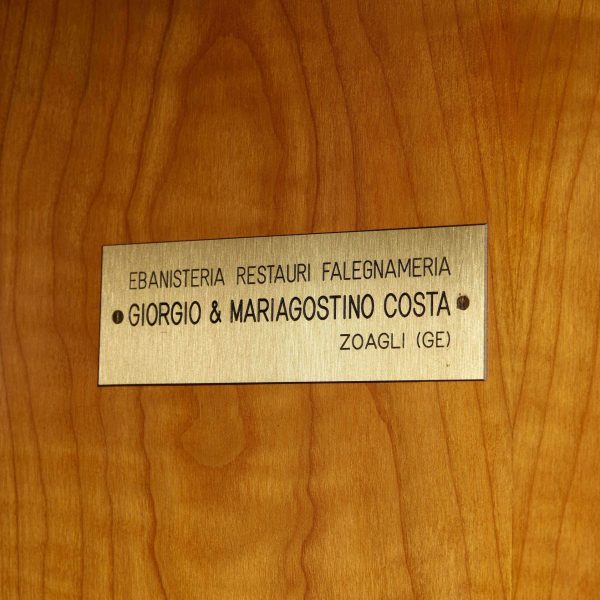 EBANISTERIA RESTAURI FALEGNAMERIA
GIORGIO & MARIAGOSTINO COSTA
ZOAGLI (GE)